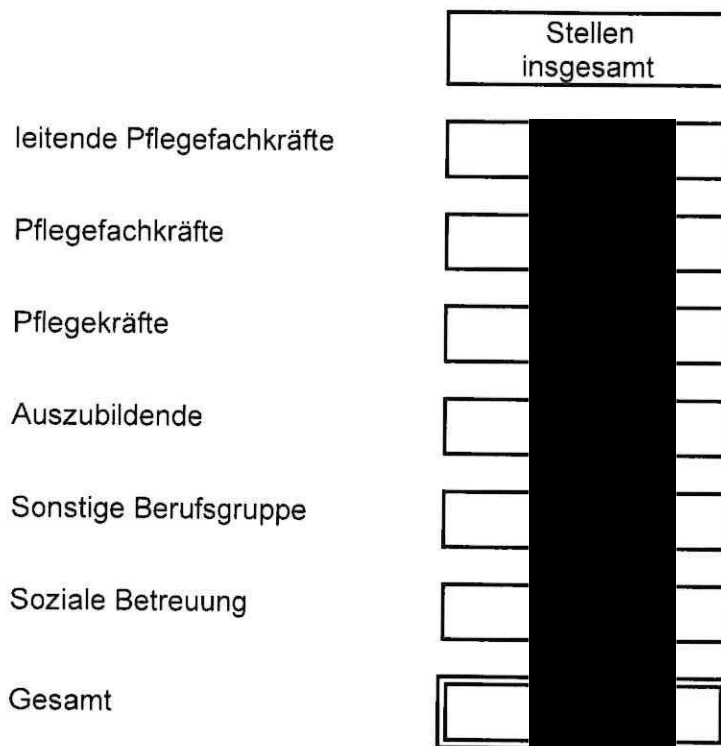 Stellen
insgesamt
leitende Pflegefachkräfte
Pflegefachkräfte
Pflegekräfte
Auszubildende
Sonstige Berufsgruppe
Soziale Betreuung
Gesamt